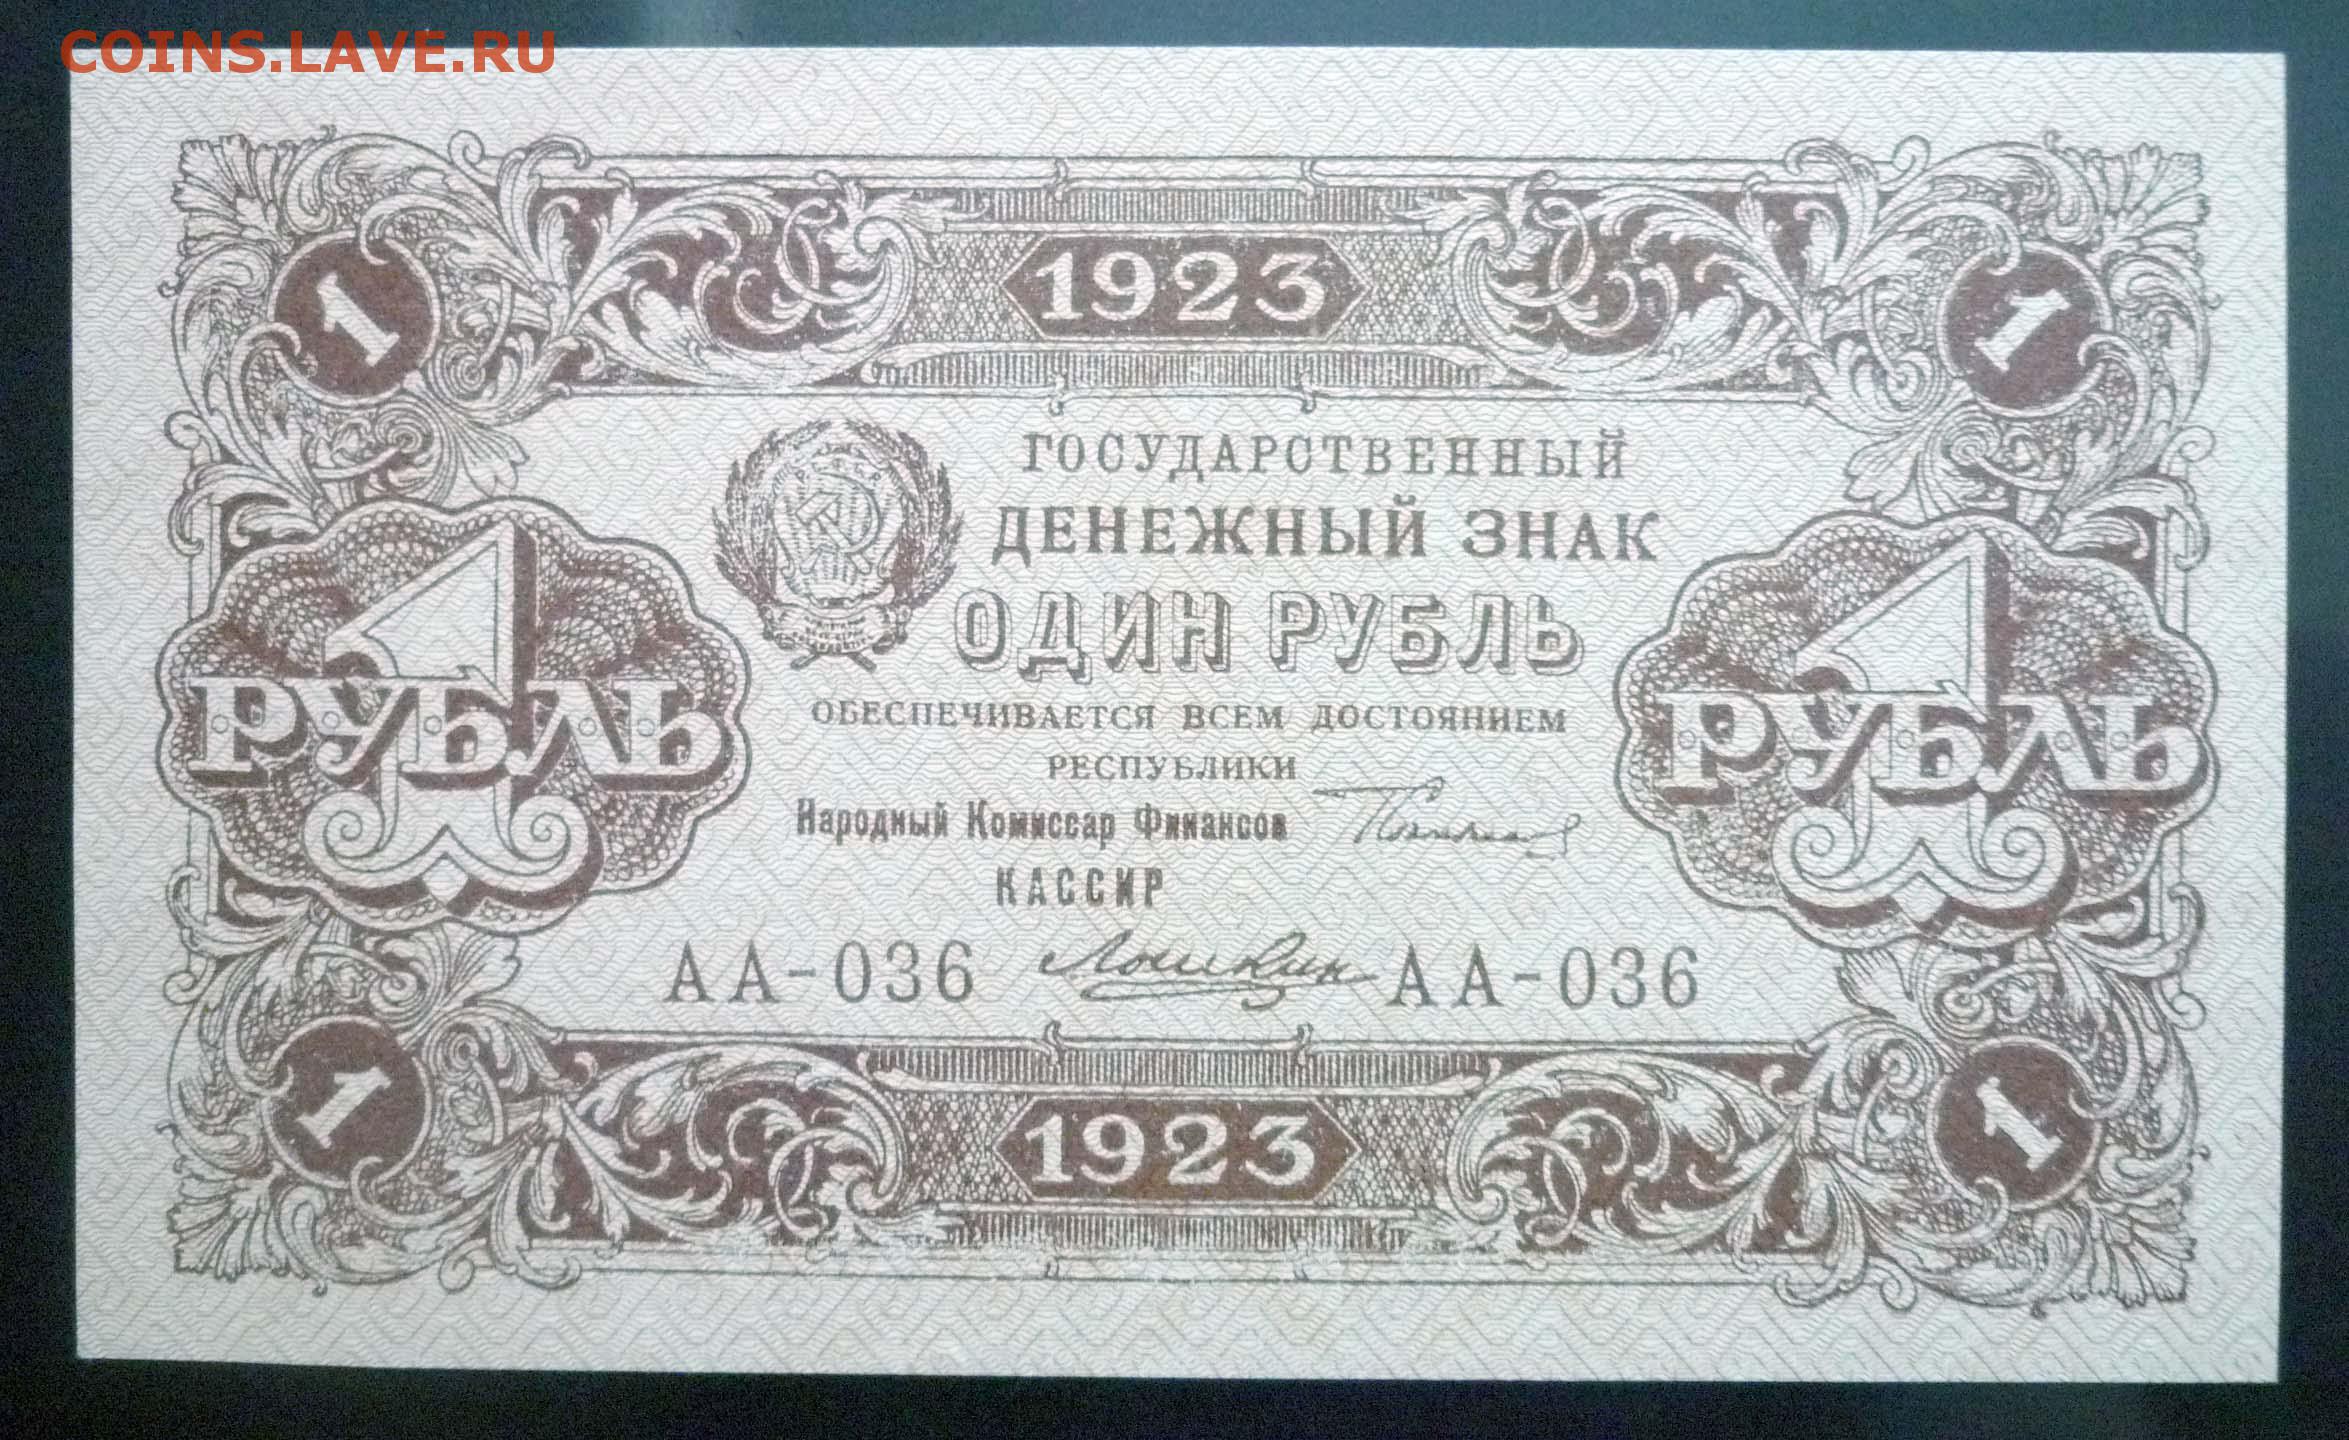 COINS.LAVE.RU
1 1923 1
ГОСУДАРСТВЕННЫЙ
ДЕНЕЖНЫЙ ЗНАК
ОДИН РУБЛЬ
1 РУБЛЬ
1 РУБЛЬ
ОБЕСПЕЧИВАЕТСЯ ВСЕМ ДОСТОЯНИЕМ
РЕСПУБЛИКИ
Народный Комиссар Финансов
КАССИР
АА-036 АА-036
1 1923 1